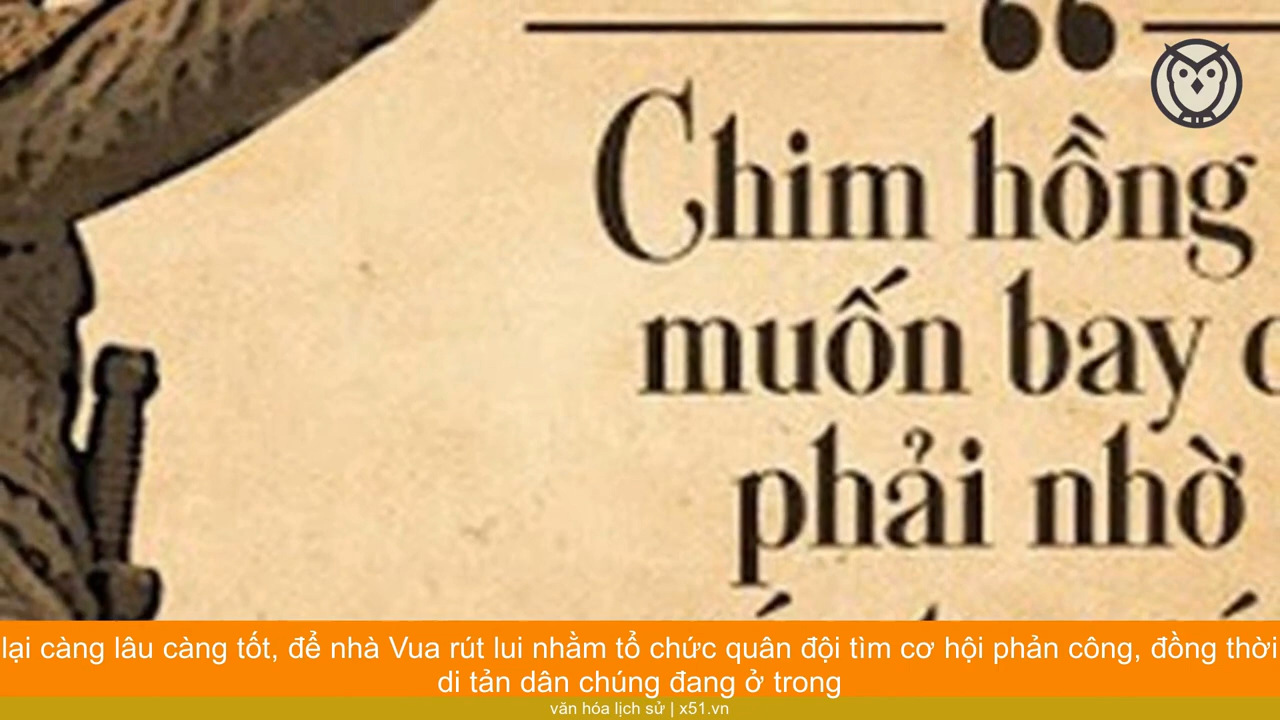 Chim hồng
muốn bay
phải nhờ
lại càng lâu càng tốt, để nhà Vua rút lui nhằm tổ chức quân đội tìm cơ hội phản công, đồng thời
di tản dân chúng đang ở trong
văn hóa lịch sử | x51.vn